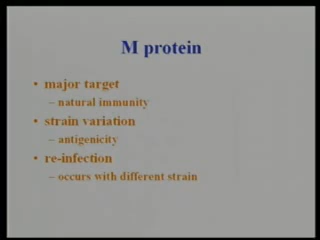 M protein
• major target
– natural immunity
• strain variation
– antigenicity
• re-infection
– occurs with different strain